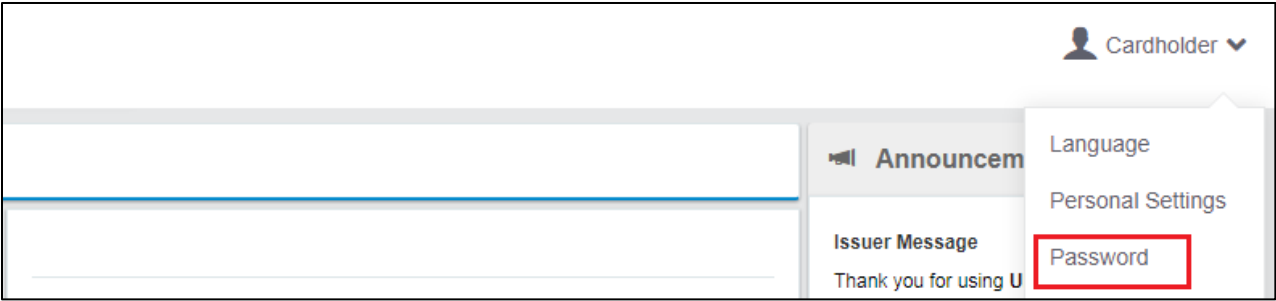 Cardholder
Language
Announcem
Personal Settings
Issuer Message
Password
Thank you for using U